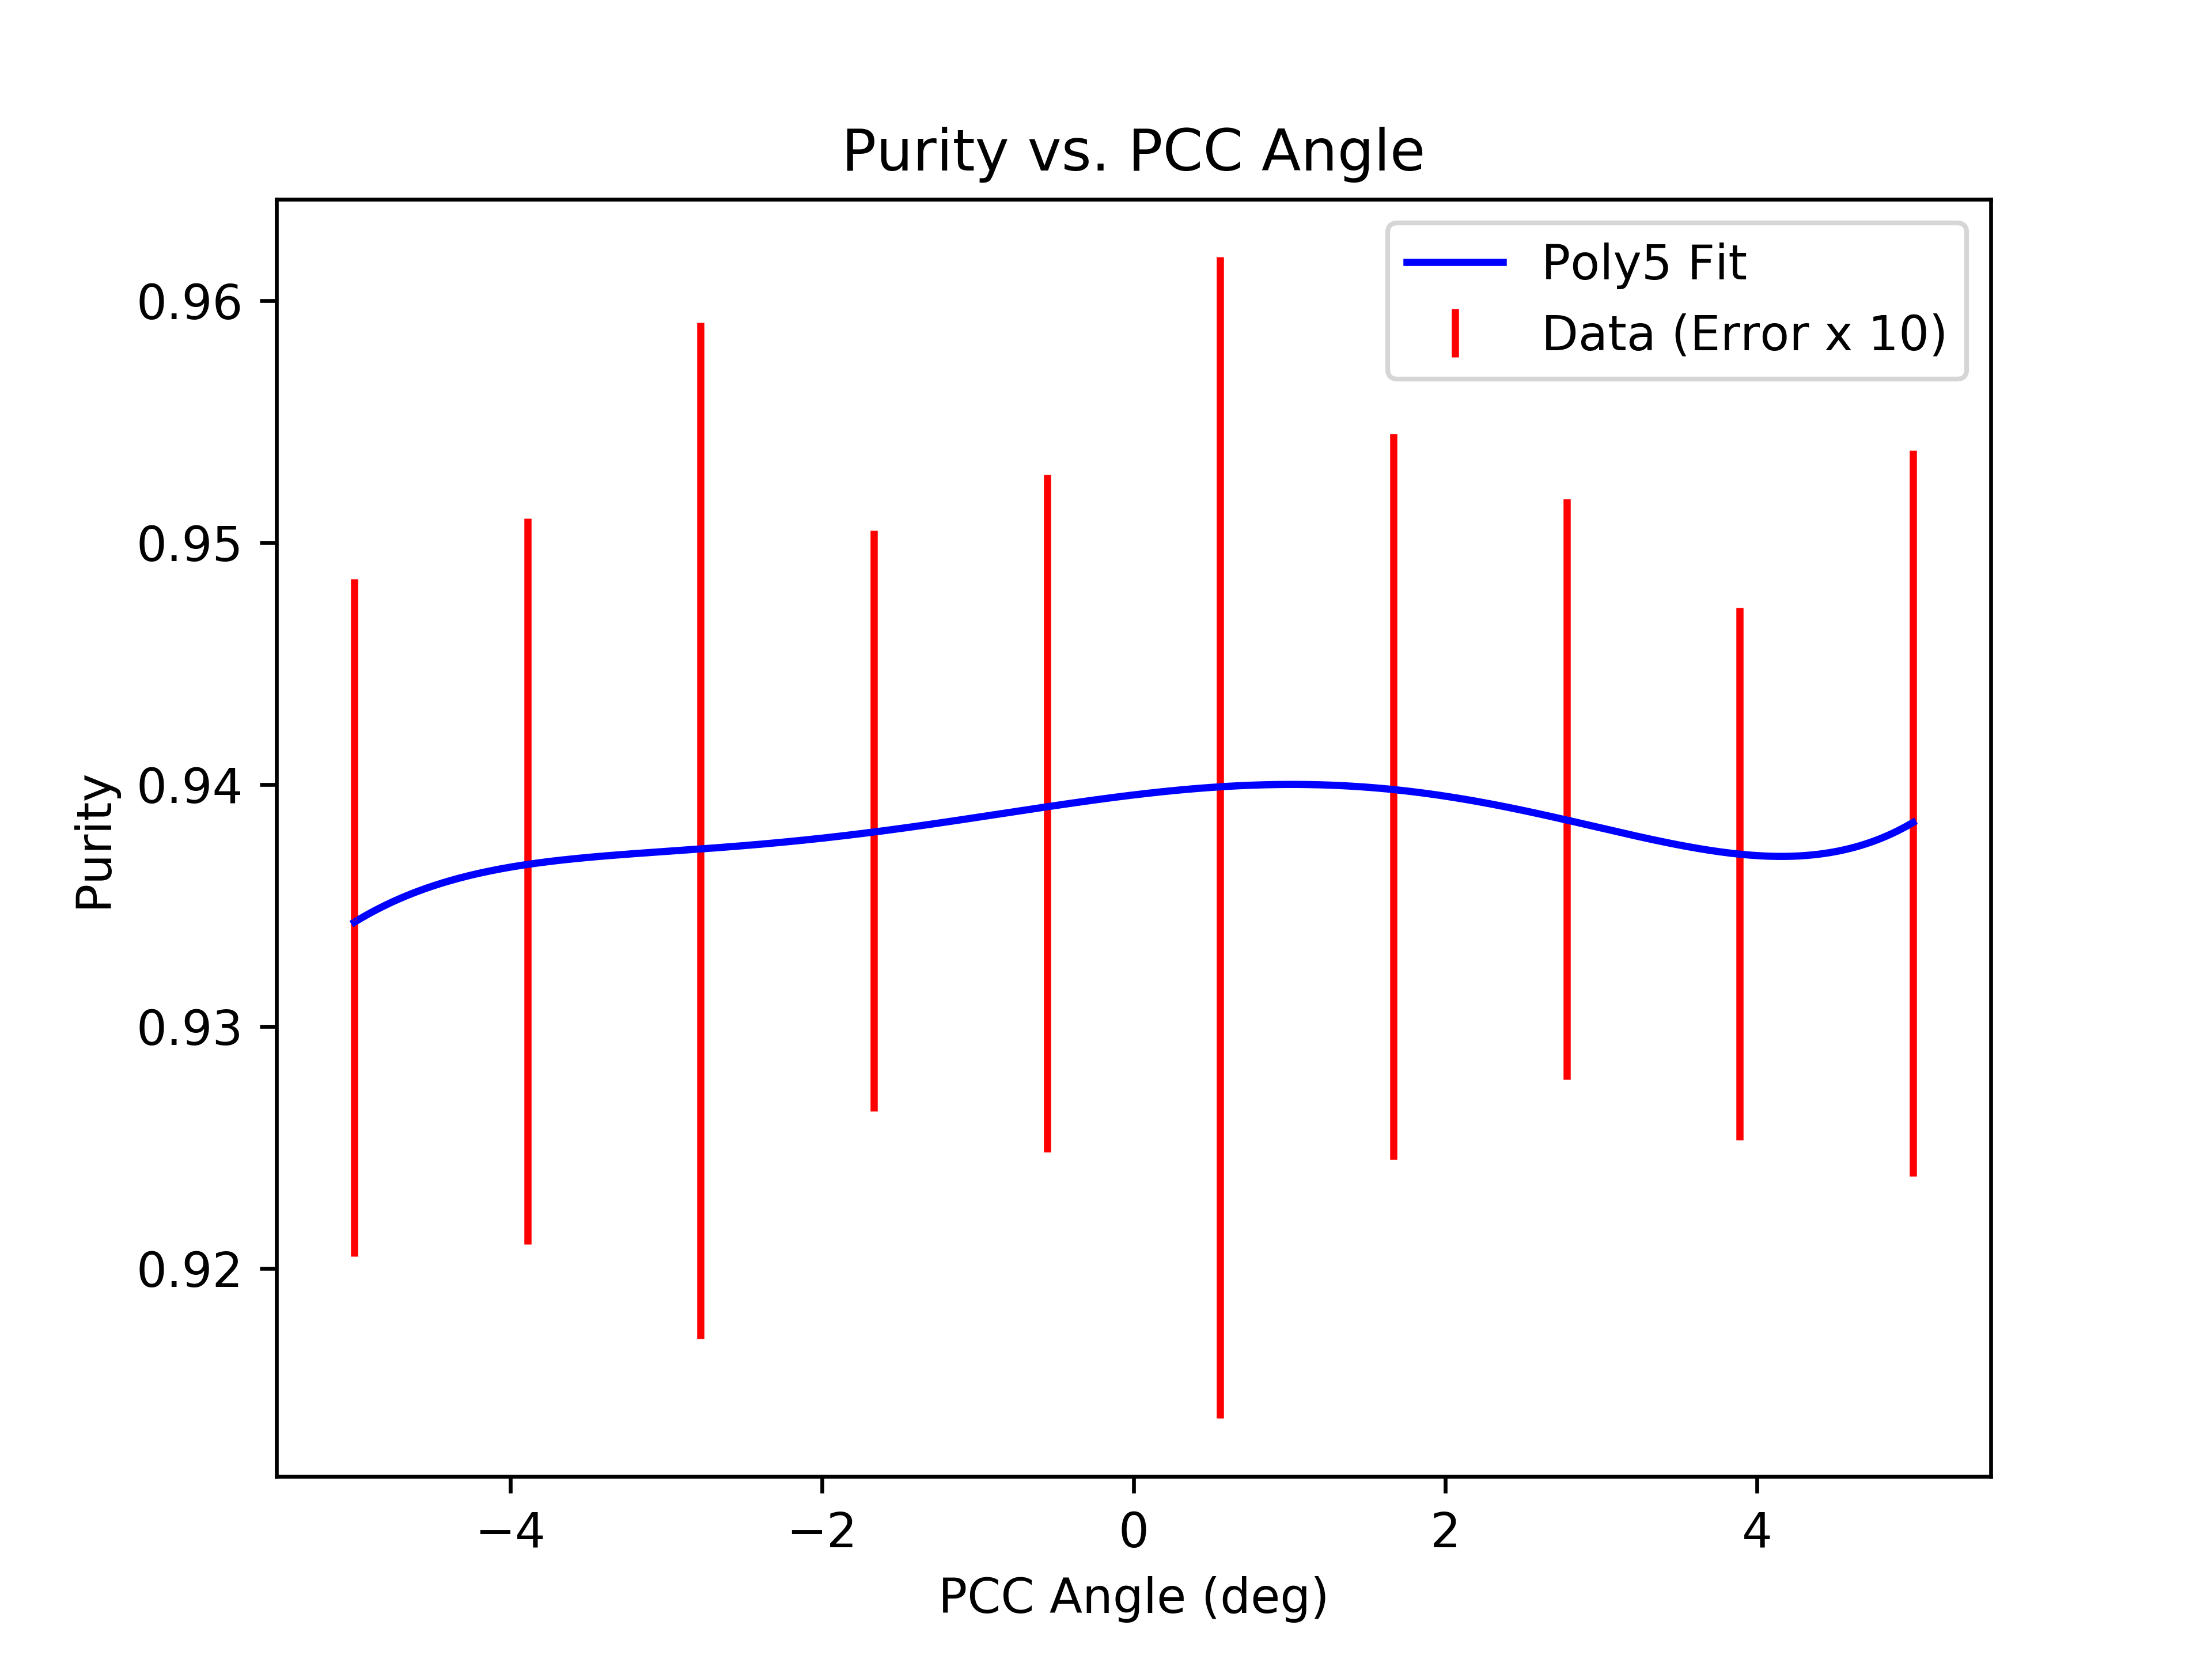 Purity vs. PCC Angle
Poly5 Fit
Data (Error x 10)
0.96
0.95
0.94
0.93
0.92
Purity
−4 −2 0 2 4
PCC Angle (deg)